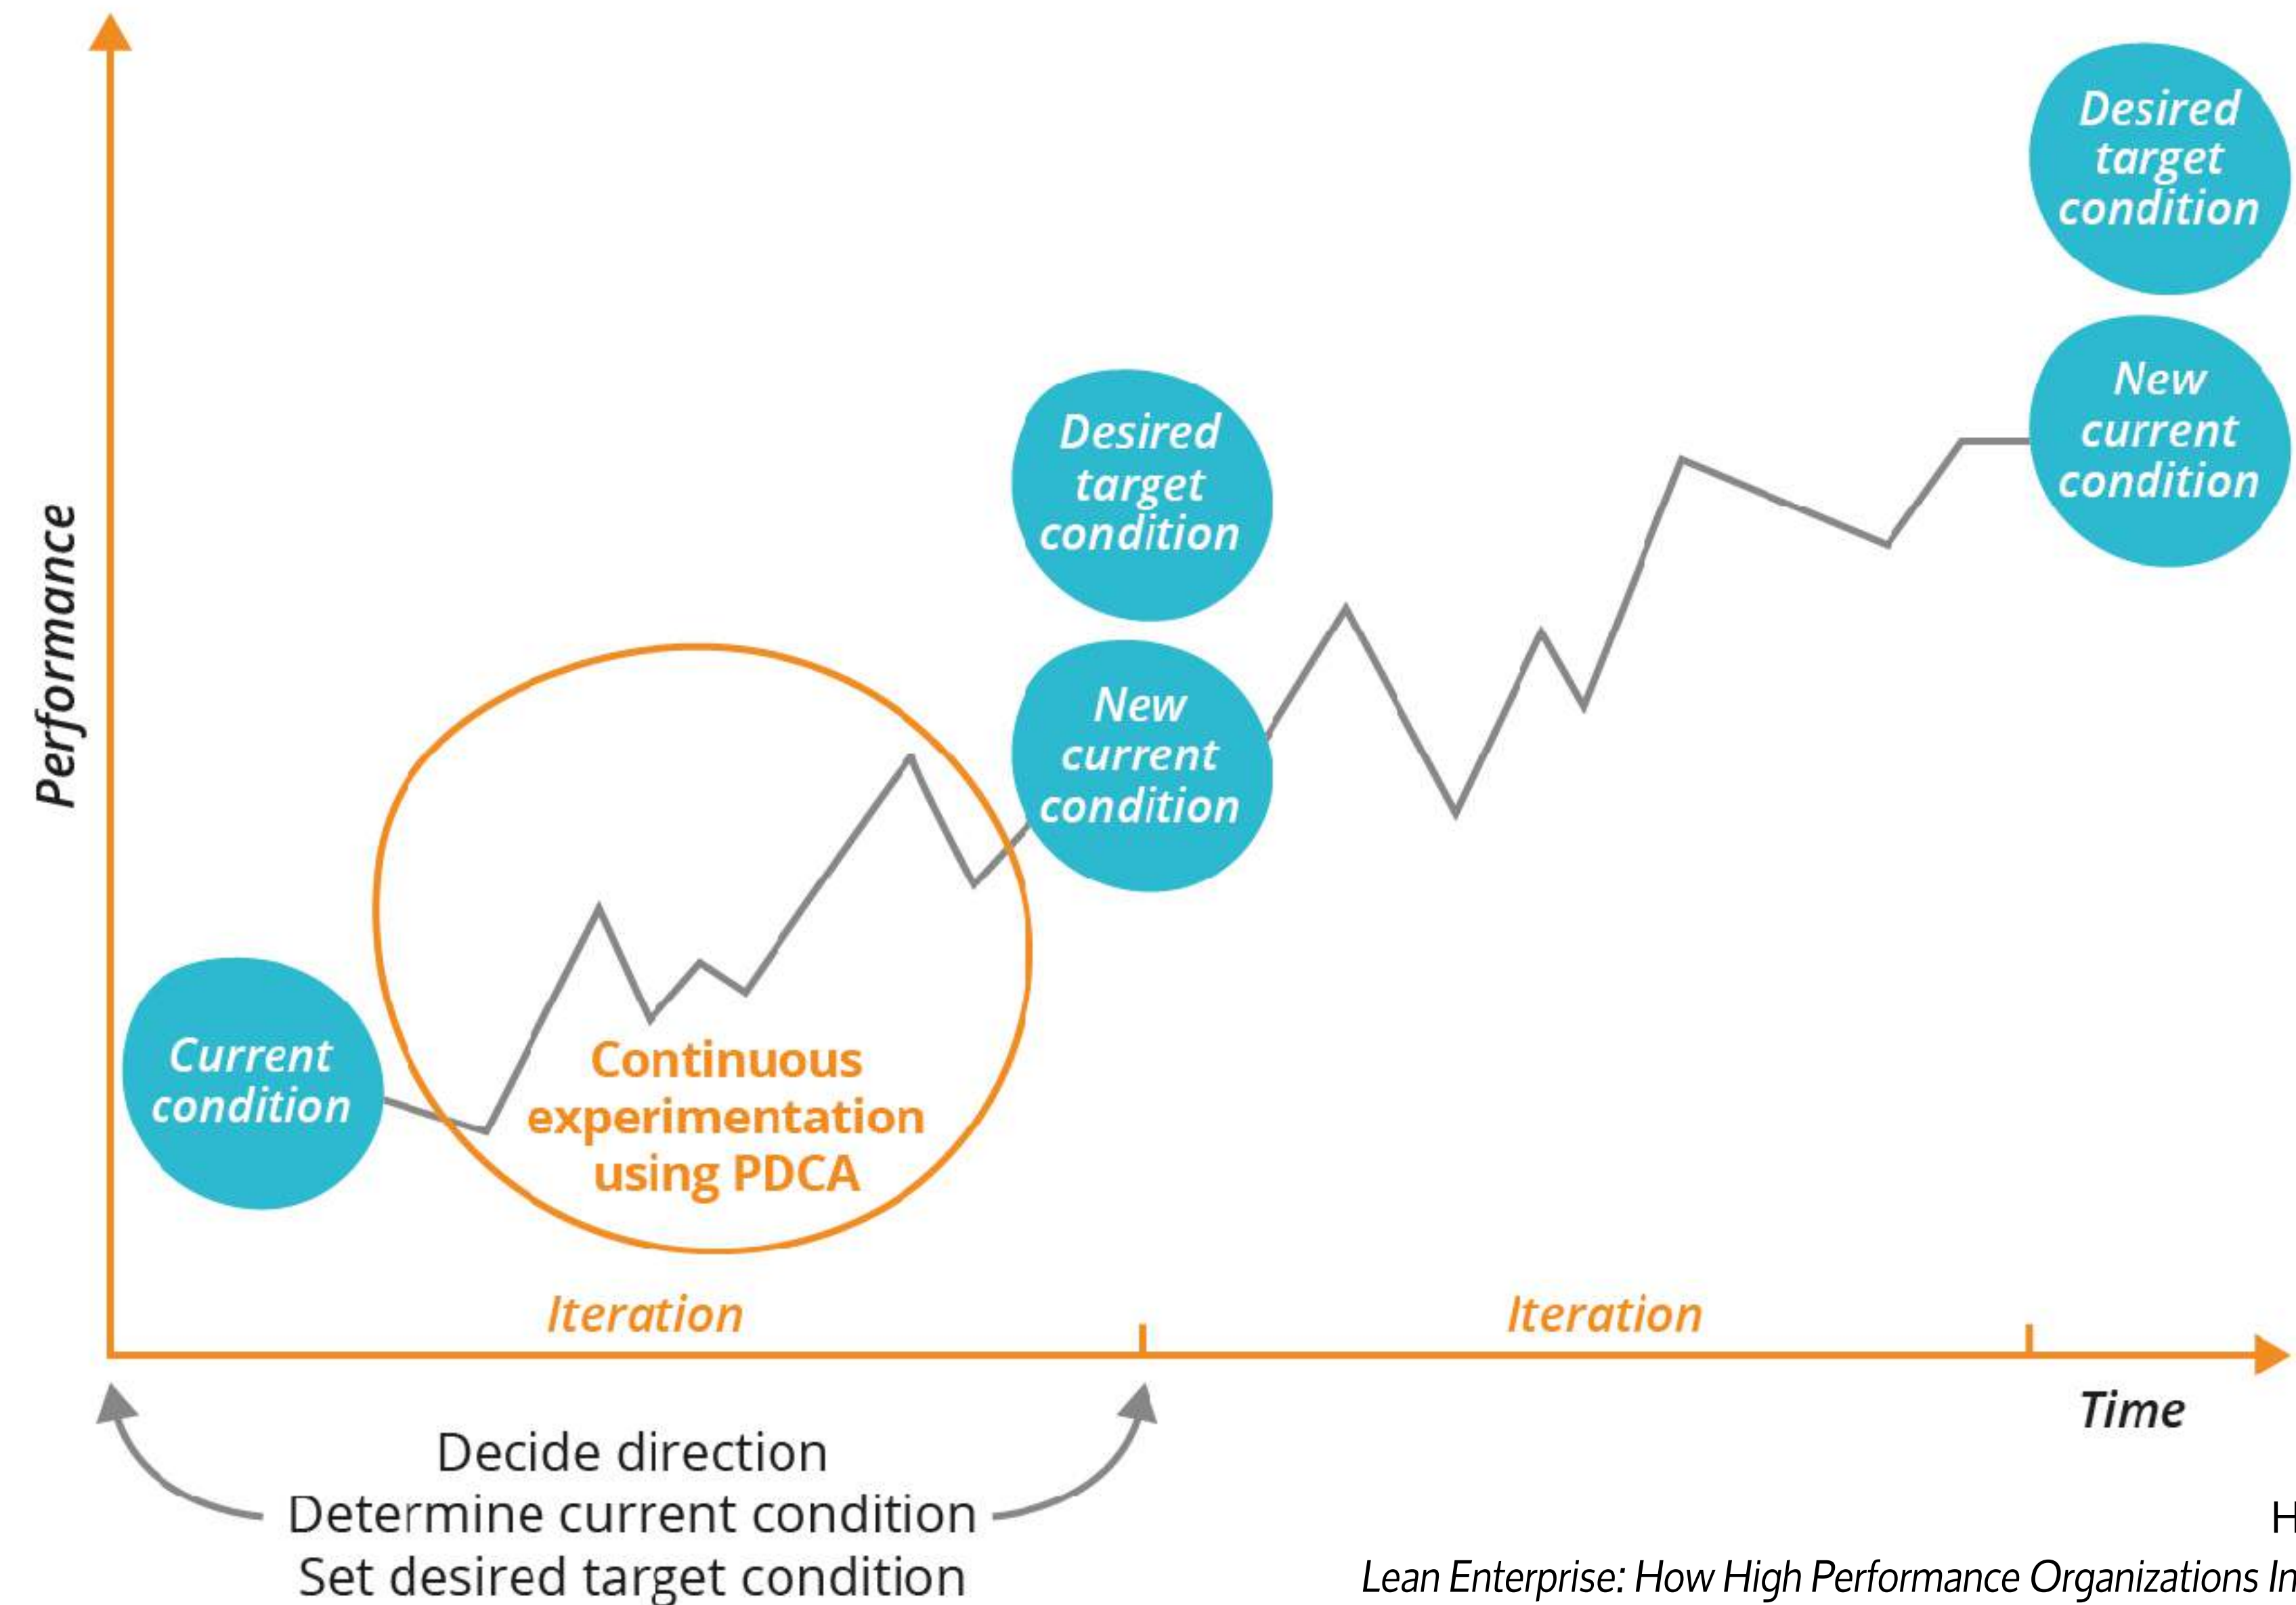 Desired
target
condition
New
current
condition
Desired
target
condition
New
current
condition
Performance
Current
condition
Continuous
experimentation
using PDCA
Iteration
Iteration
Time
Decide direction
Determine current condition
Set desired target condition
H
Lean Enterprise: How High Performance Organizations In